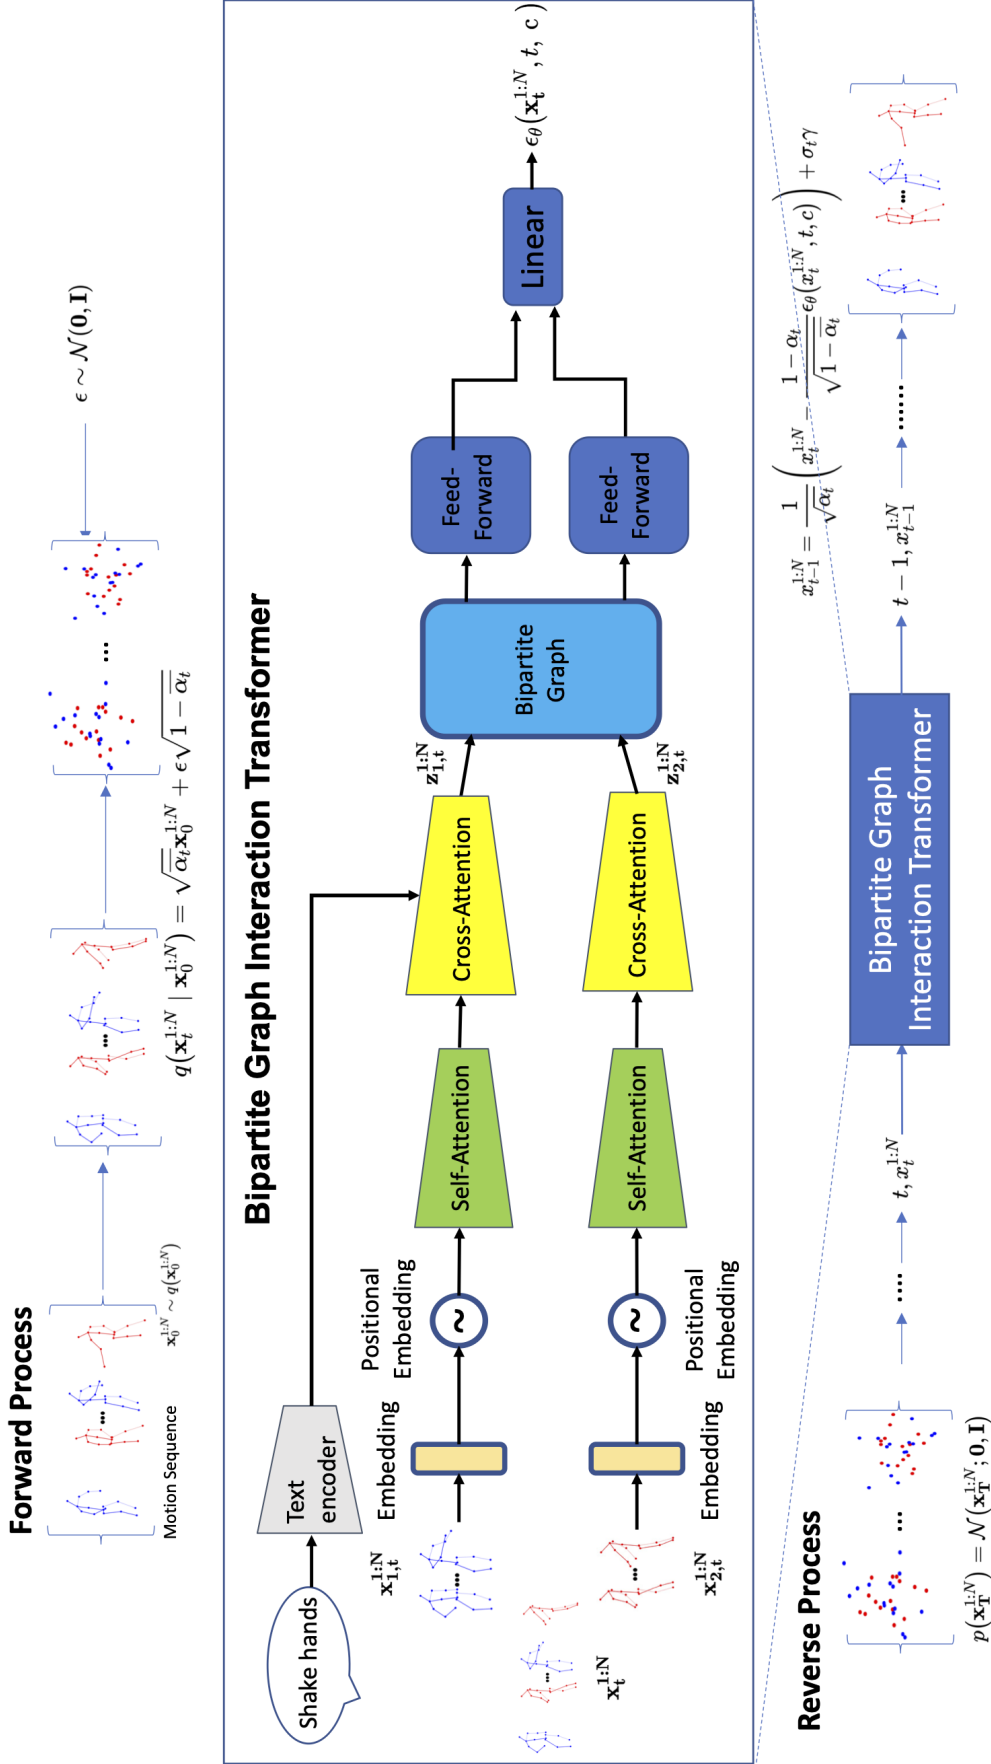 Forward Process
Motion Sequence
x_0^{1:N} ∼ q(x_0^{1:N})
q(x_t^{1:N} | x_0^{1:N}) = √ᾱ_t x_0^{1:N} + ϵ√1 − ᾱ_t
...
...
...
ϵ ∼ N(0, I)
Bipartite Graph Interaction Transformer
Shake hands
Text
encoder
x_t^{1:N}
x_{1,t}^{1:N}
Embedding
Positional
Embedding
~
Self-Attention
Cross-Attention
z_{1,t}^{1:N}
x_{2,t}^{1:N}
Embedding
Positional
Embedding
~
Self-Attention
Cross-Attention
z_{2,t}^{1:N}
Bipartite
Graph
Feed-
Forward
Feed-
Forward
Linear
ϵ_θ(x_t^{1:N}, t, c)
Reverse Process
p(x_T^{1:N}) = N(x_T^{1:N}; 0, I)
...
....
t, x_t^{1:N}
Bipartite Graph
Interaction Transformer
t − 1, x_{t−1}^{1:N}
......
x_{t−1}^{1:N} = 1/√α_t ( x_t^{1:N} − (1 − α_t)/√1 − ᾱ_t ϵ_θ(x_t^{1:N}, t, c) ) + σ_t γ